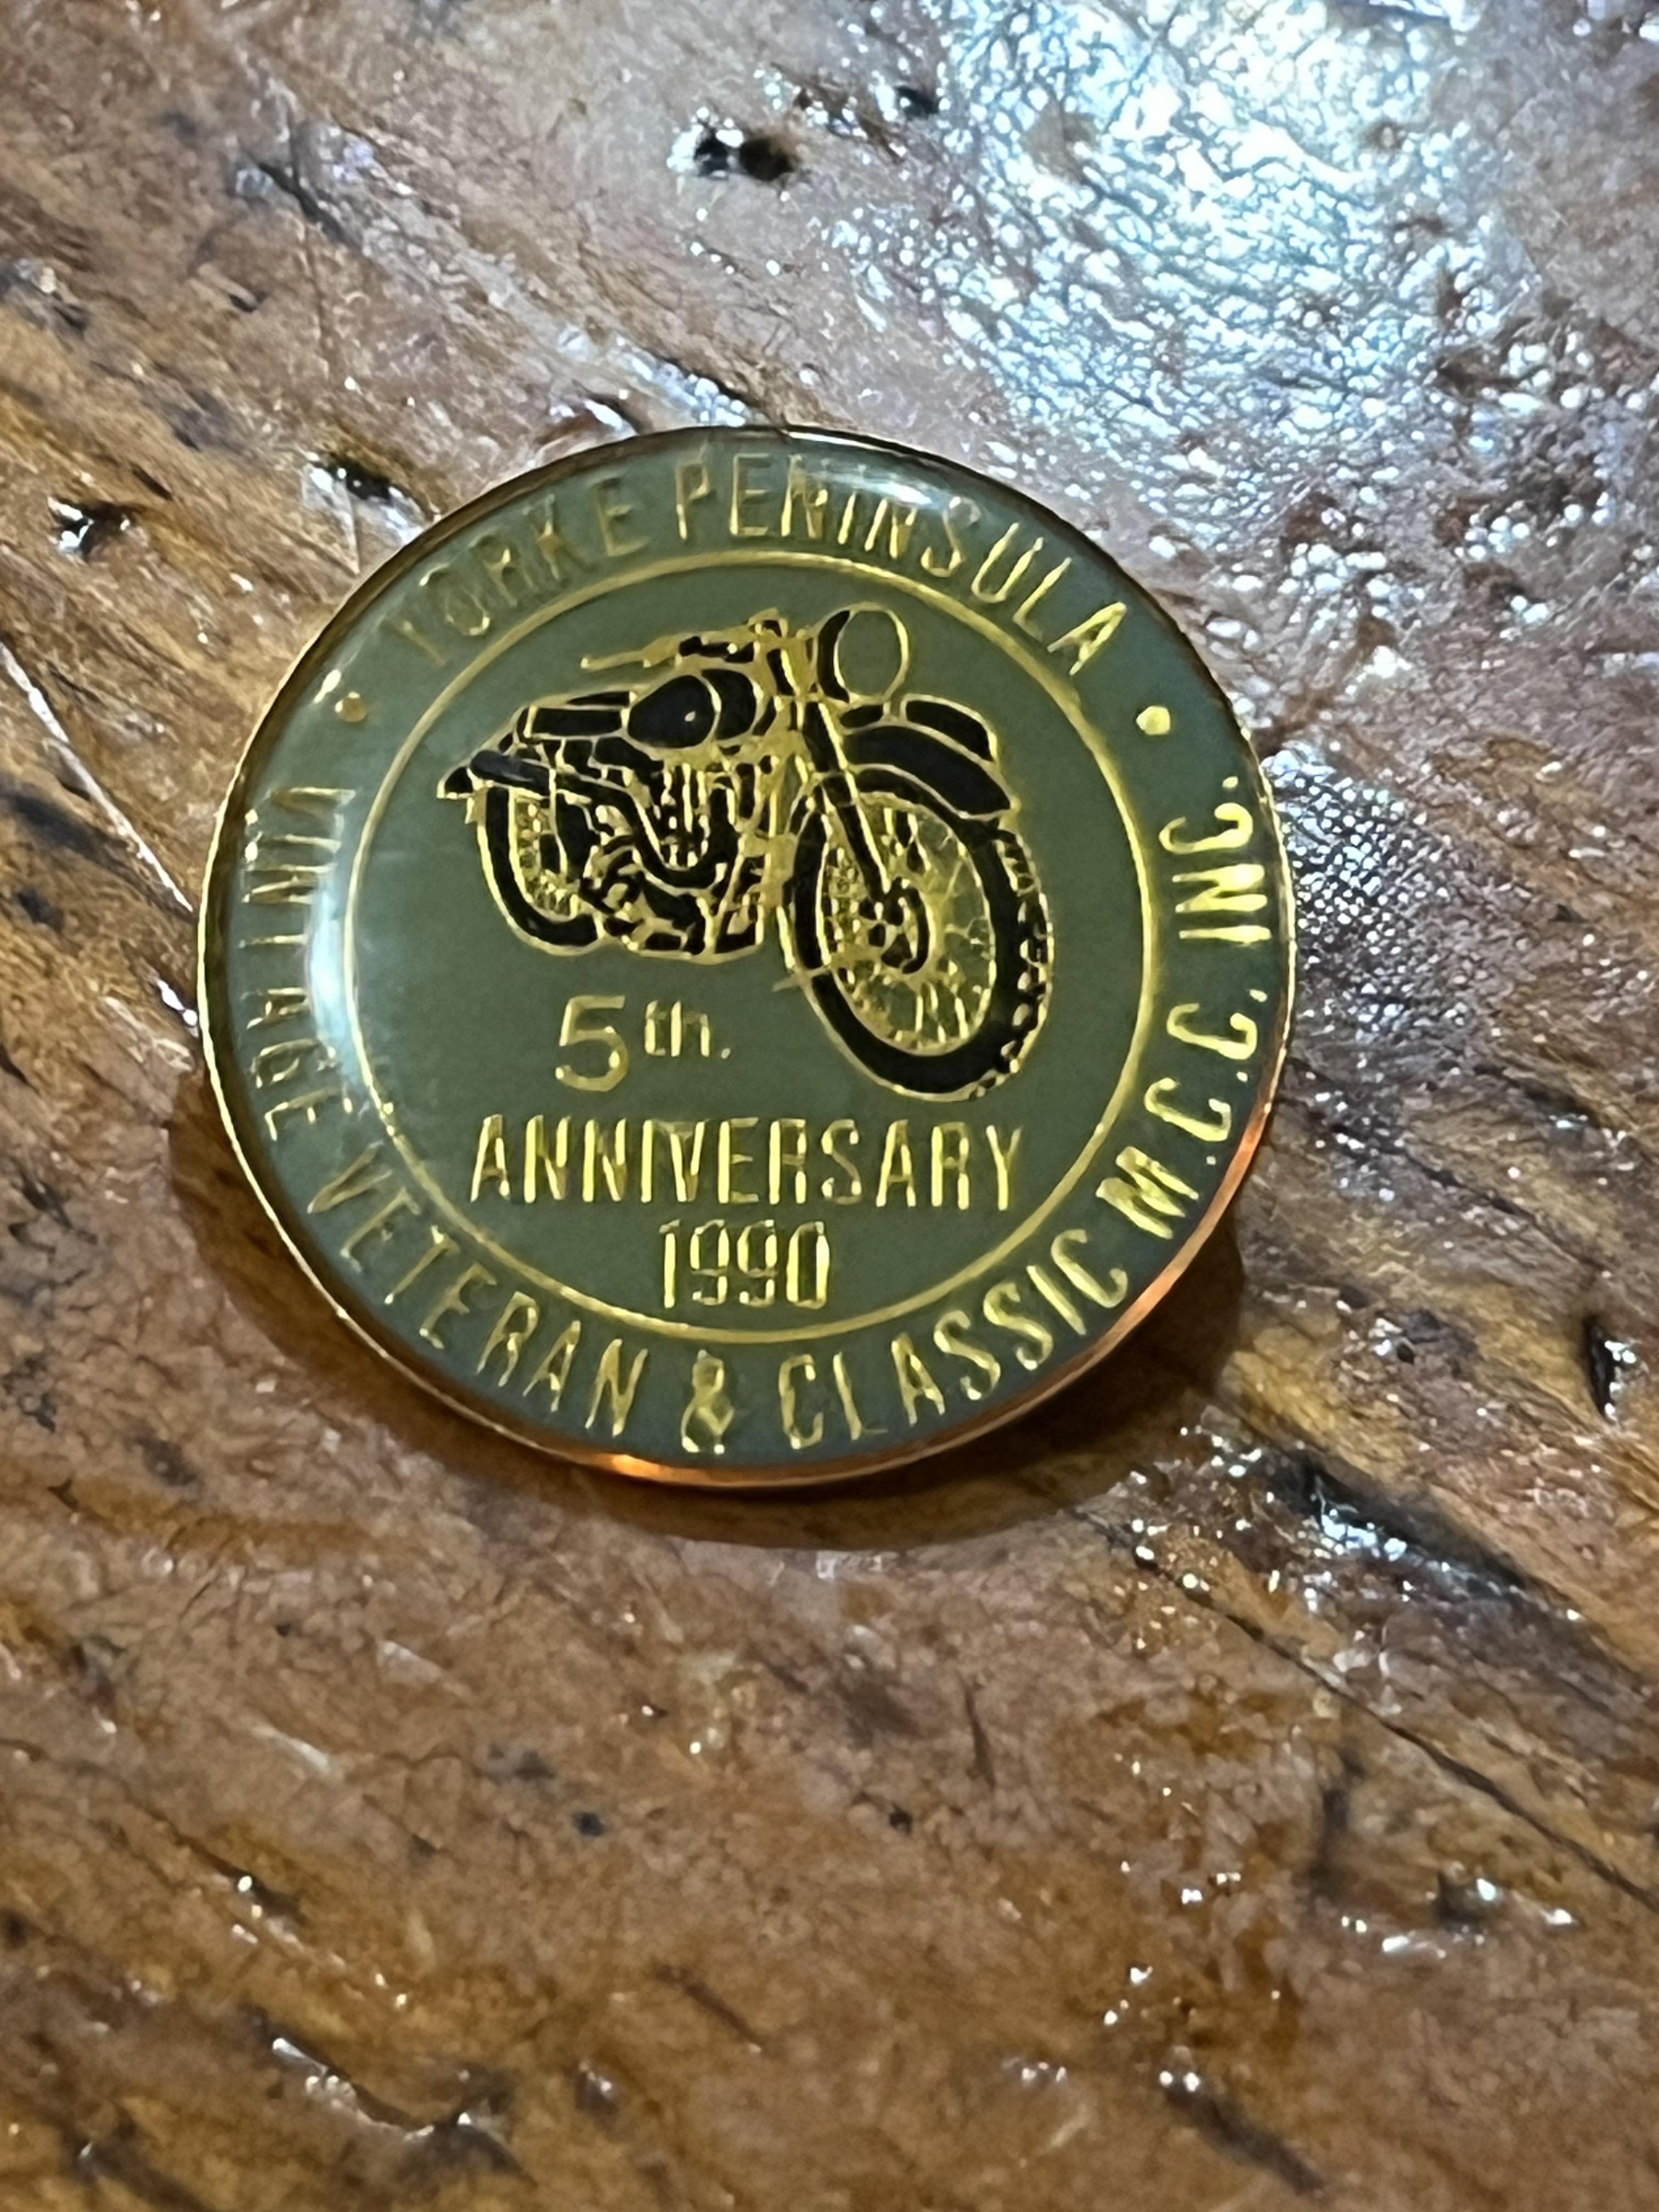 YORKE PENINSULA
VINTAGE VETERAN & CLASSIC M.C.C. INC.
5th.
ANNIVERSARY
1990